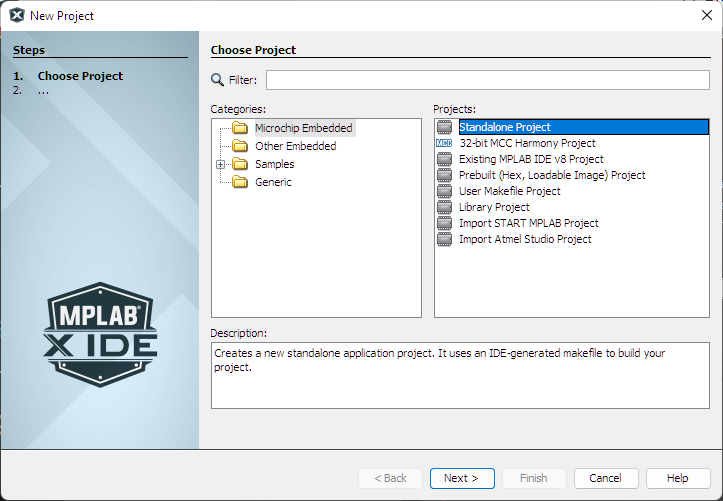 New Project
Steps
1. Choose Project
2. ...
MPLAB®
X IDE
Choose Project
Filter:
Categories:
Microchip Embedded
Other Embedded
Samples
Generic
Projects:
Standalone Project
MCC 32-bit MCC Harmony Project
Existing MPLAB IDE v8 Project
Prebuilt (Hex, Loadable Image) Project
User Makefile Project
Library Project
Import START MPLAB Project
Import Atmel Studio Project
Description:
Creates a new standalone application project. It uses an IDE-generated makefile to build your
project.
< Back
Next >
Finish
Cancel
Help